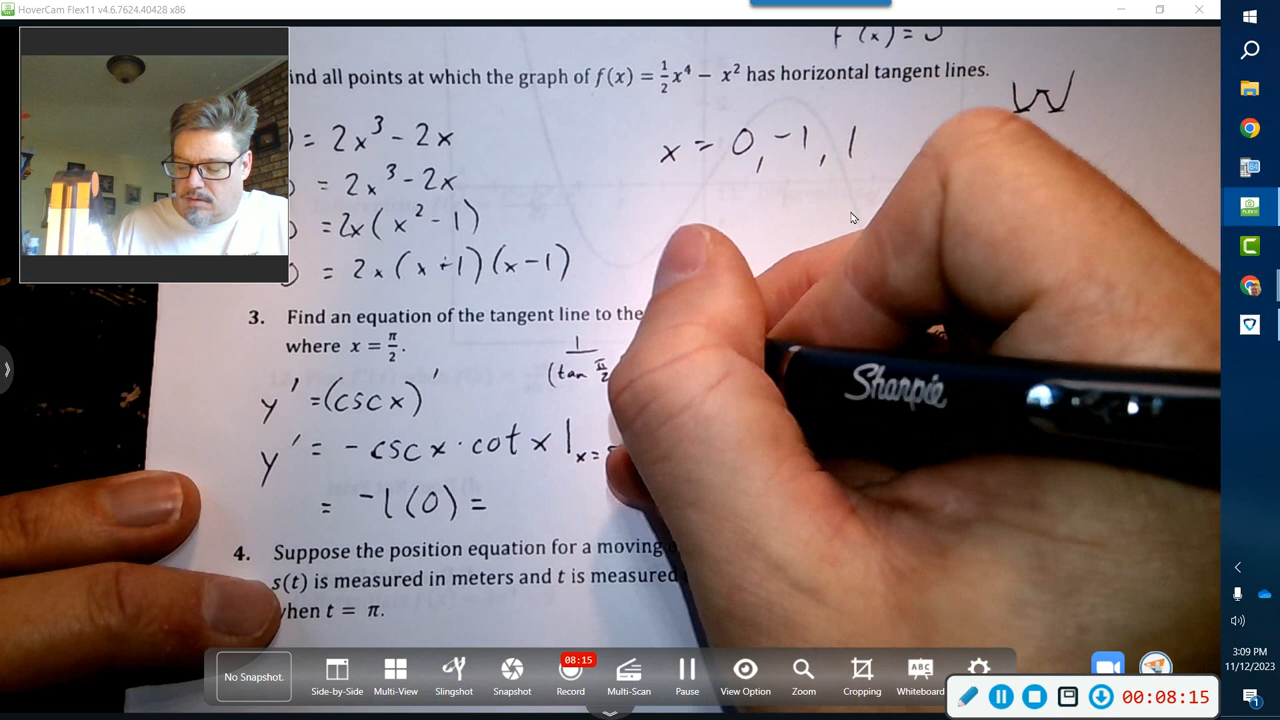 HoverCam Flex11 v4.6.7624.40428 x86
f'(x) = 
ind all points at which the graph of f(x) = 1/2 x⁴ − x² has horizontal tangent lines.
W
) = 2x³ - 2x
x = 0, -1, 1
= 2x³ - 2x
= 2x(x² - 1)
= 2x(x+1)(x-1)
3. Find an equation of the tangent line to the
where x = π/2.
1
(tan π/2
y' = (csc x)'
y' = - csc x · cot x |x=
= -1(0) =
4. Suppose the position equation for a moving
s(t) is measured in meters and t is measured
when t = π.
Sharpie
No Snapshot.
Side-by-Side
Multi-View
Slingshot
Snapshot
08:15
Record
Multi-Scan
Pause
View Option
Zoom
Cropping
ABC
Whiteboard
00:08:15
3:09 PM
11/12/2023